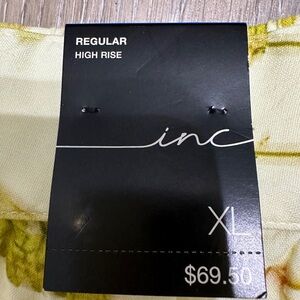 REGULAR
HIGH RISE
inc
XL
$69.50